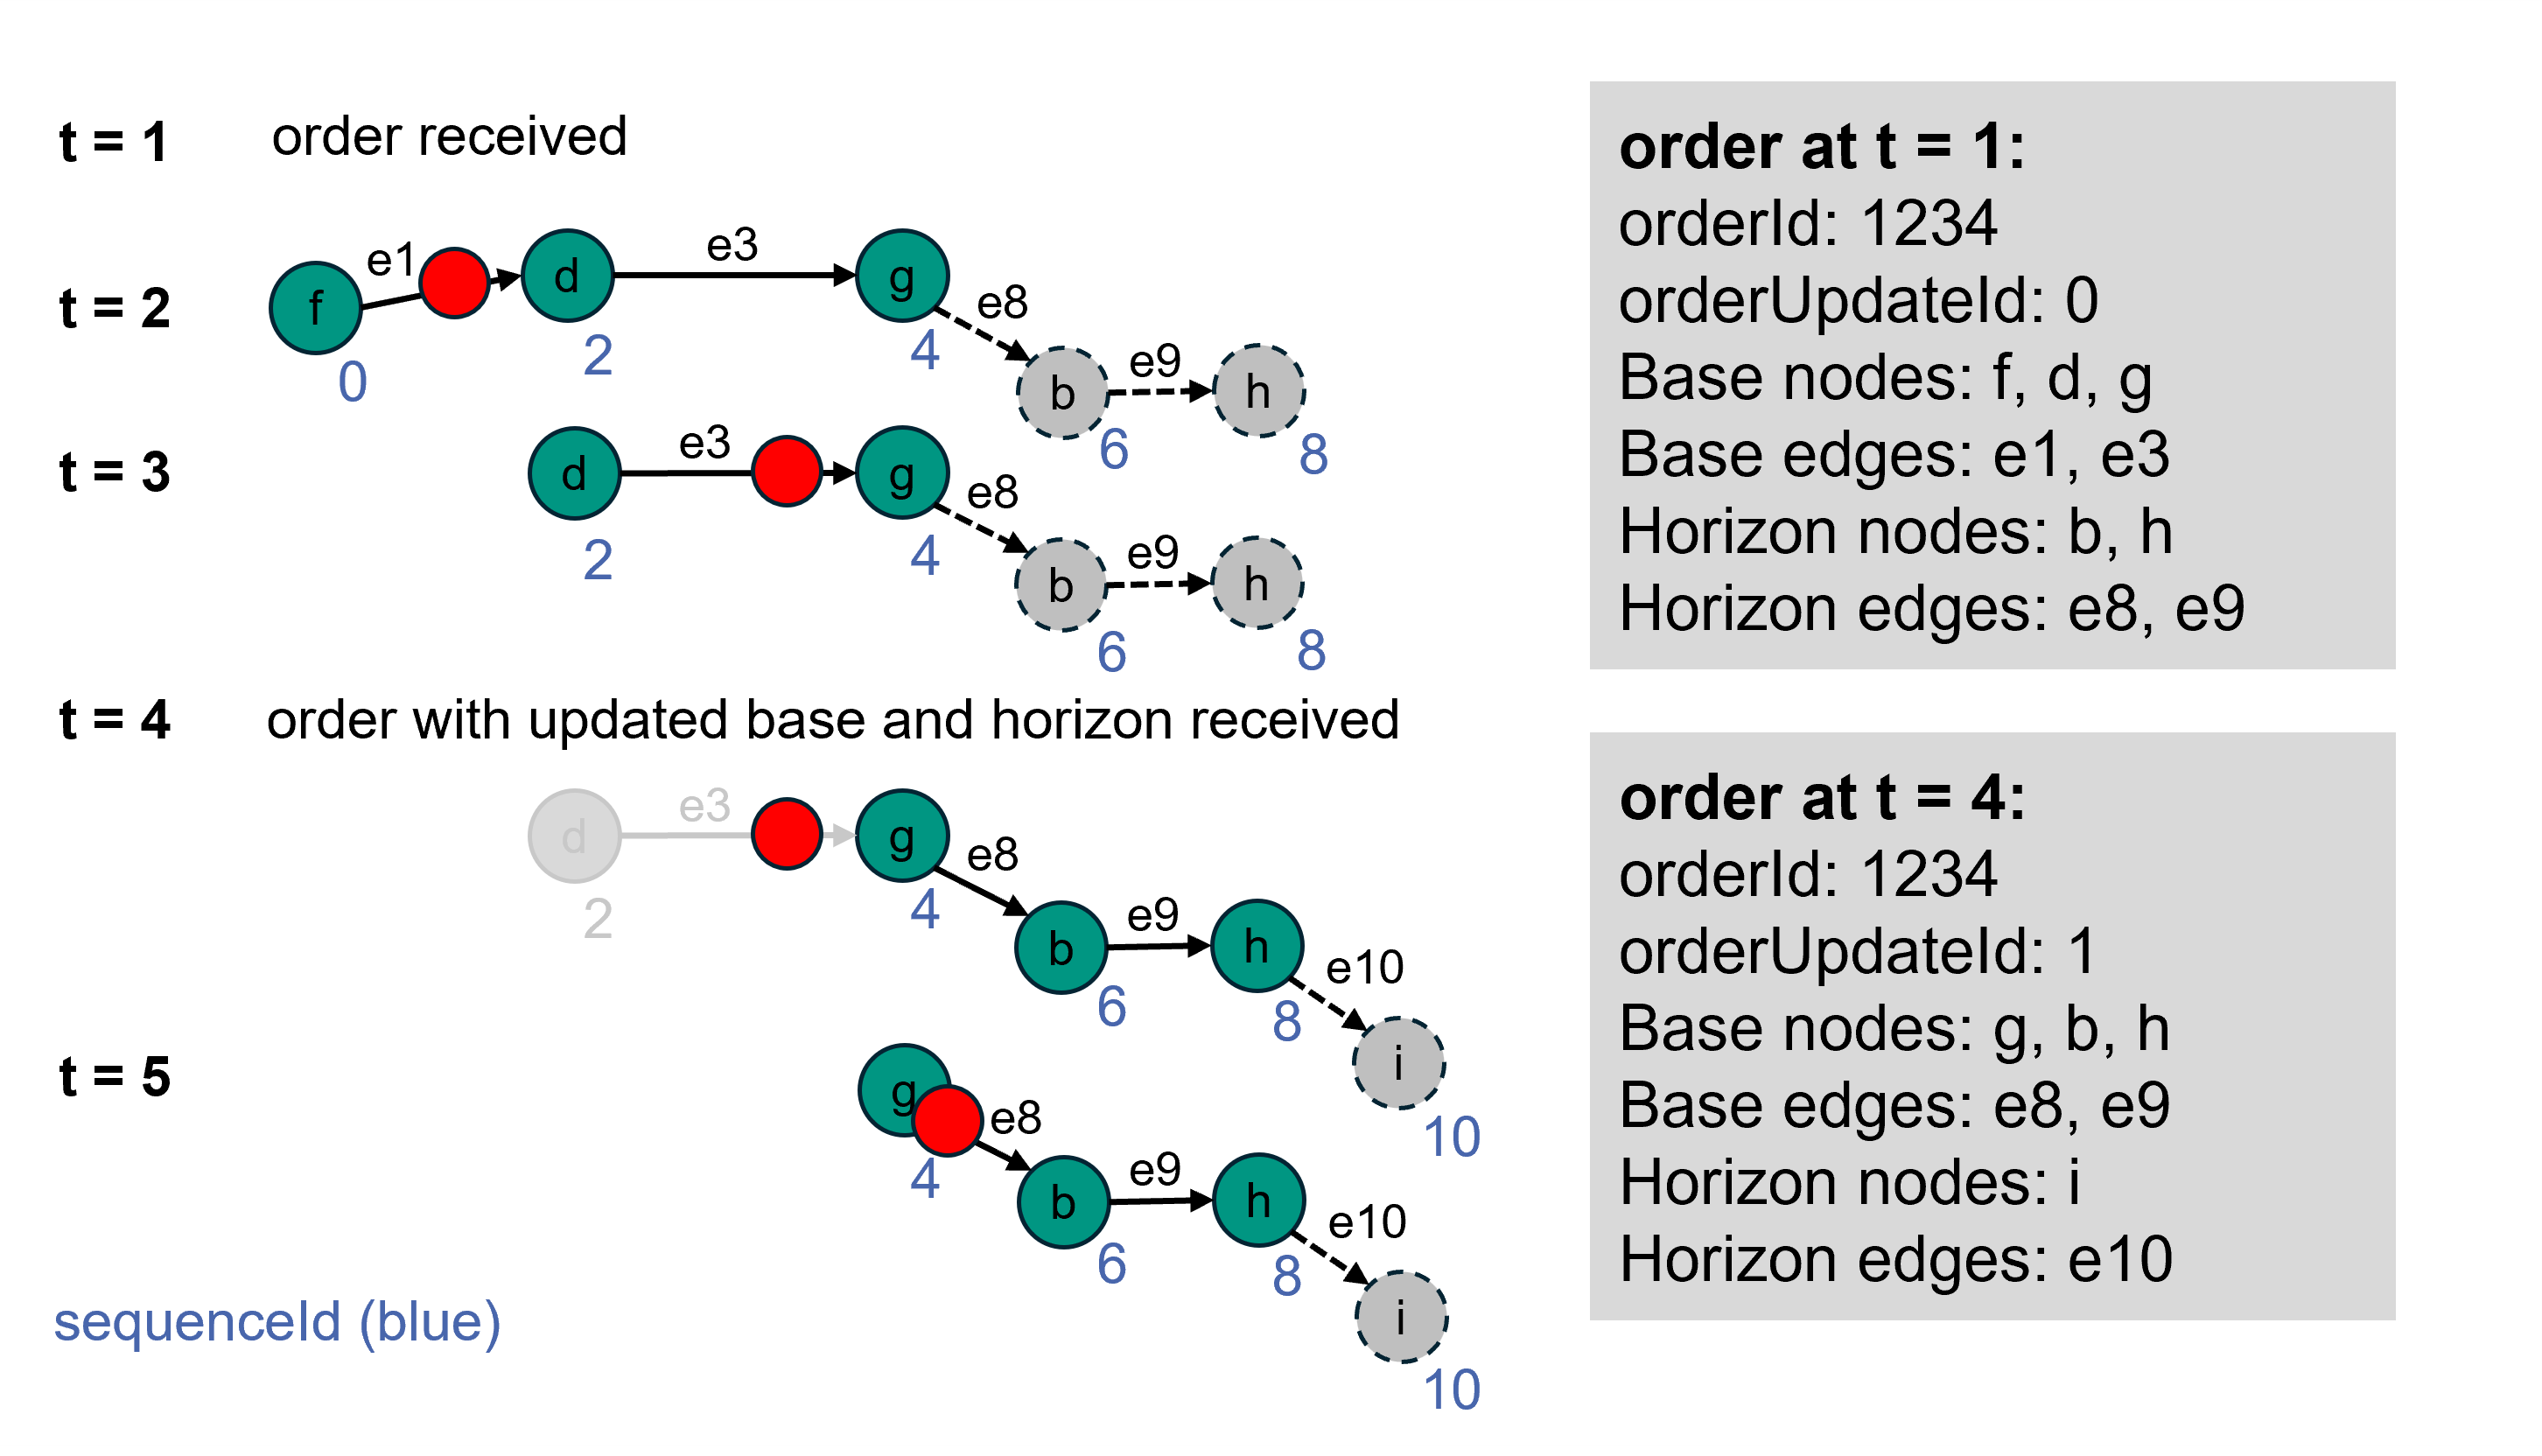 t = 1 order received
t = 2
f e1 d e3 g e8 b e9 h
0 2 4 6 8
t = 3
d e3 g e8 b e9 h
2 4 6 8
t = 4 order with updated base and horizon received
d e3 g e8 b e9 h e10 i
2 4 6 8 10
t = 5
g e8 b e9 h e10 i
4 6 8 10
sequenceId (blue)
order at t = 1:
orderId: 1234
orderUpdateId: 0
Base nodes: f, d, g
Base edges: e1, e3
Horizon nodes: b, h
Horizon edges: e8, e9
order at t = 4:
orderId: 1234
orderUpdateId: 1
Base nodes: g, b, h
Base edges: e8, e9
Horizon nodes: i
Horizon edges: e10